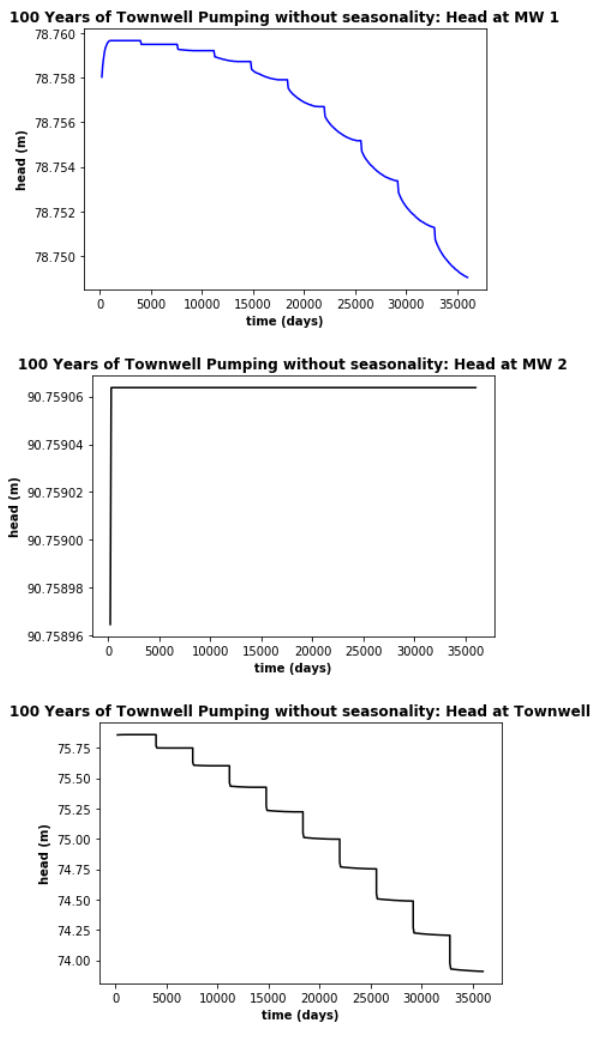 100 Years of Townwell Pumping without seasonality: Head at MW 1
78.760
78.758
78.756
78.754
78.752
78.750
head (m)
0 5000 10000 15000 20000 25000 30000 35000
time (days)
100 Years of Townwell Pumping without seasonality: Head at MW 2
90.75906
90.75904
90.75902
90.75900
90.75898
90.75896
head (m)
0 5000 10000 15000 20000 25000 30000 35000
time (days)
100 Years of Townwell Pumping without seasonality: Head at Townwell
75.75
75.50
75.25
75.00
74.75
74.50
74.25
74.00
head (m)
0 5000 10000 15000 20000 25000 30000 35000
time (days)